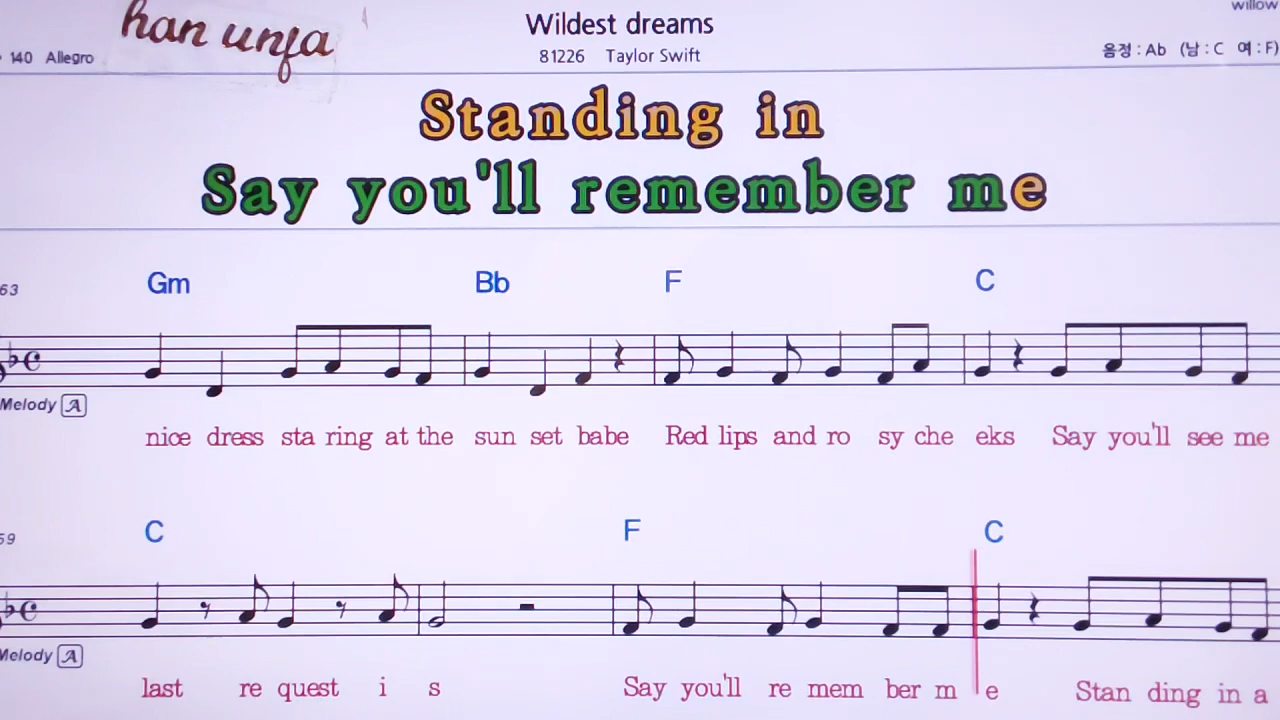 han unja
Wildest dreams
willow
140 Allegro
81226 Taylor Swift
음정 : Ab (남 : C 여 : F)
Standing in
Say you'll remember me
63
Gm Bb F C
Melody A
nice dress sta ring at the sun set babe Red lips and ro sy che eks Say you'll see me
59
C F C
Melody A
last re quest i s Say you'll re mem ber m e Stan ding in a